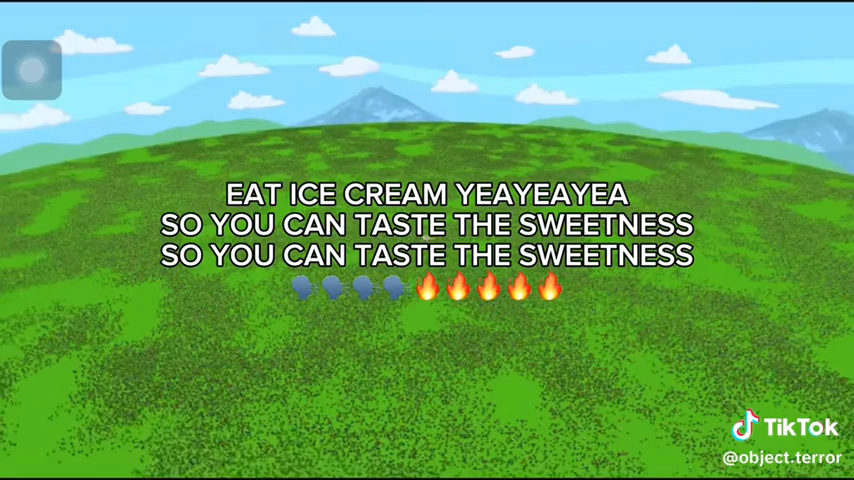 EAT ICE CREAM YEAYEAYEA
SO YOU CAN TASTE THE SWEETNESS
SO YOU CAN TASTE THE SWEETNESS
🗣️🗣️🗣️🗣️🔥🔥🔥🔥🔥
TikTok
@object.terror